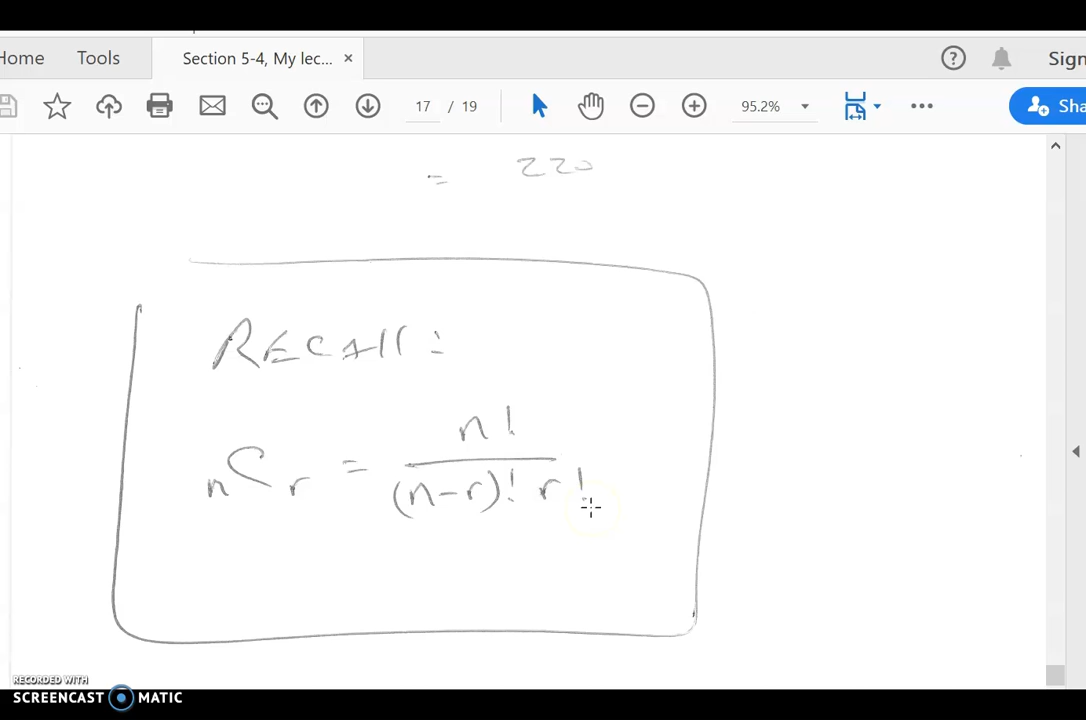 Home Tools Section 5-4, My lec... × ? Sign
17 / 19 95.2% Sha
= 220
RECAll:
nCr = n! / (n-r)! r!
RECORDED WITH
SCREENCAST MATIC